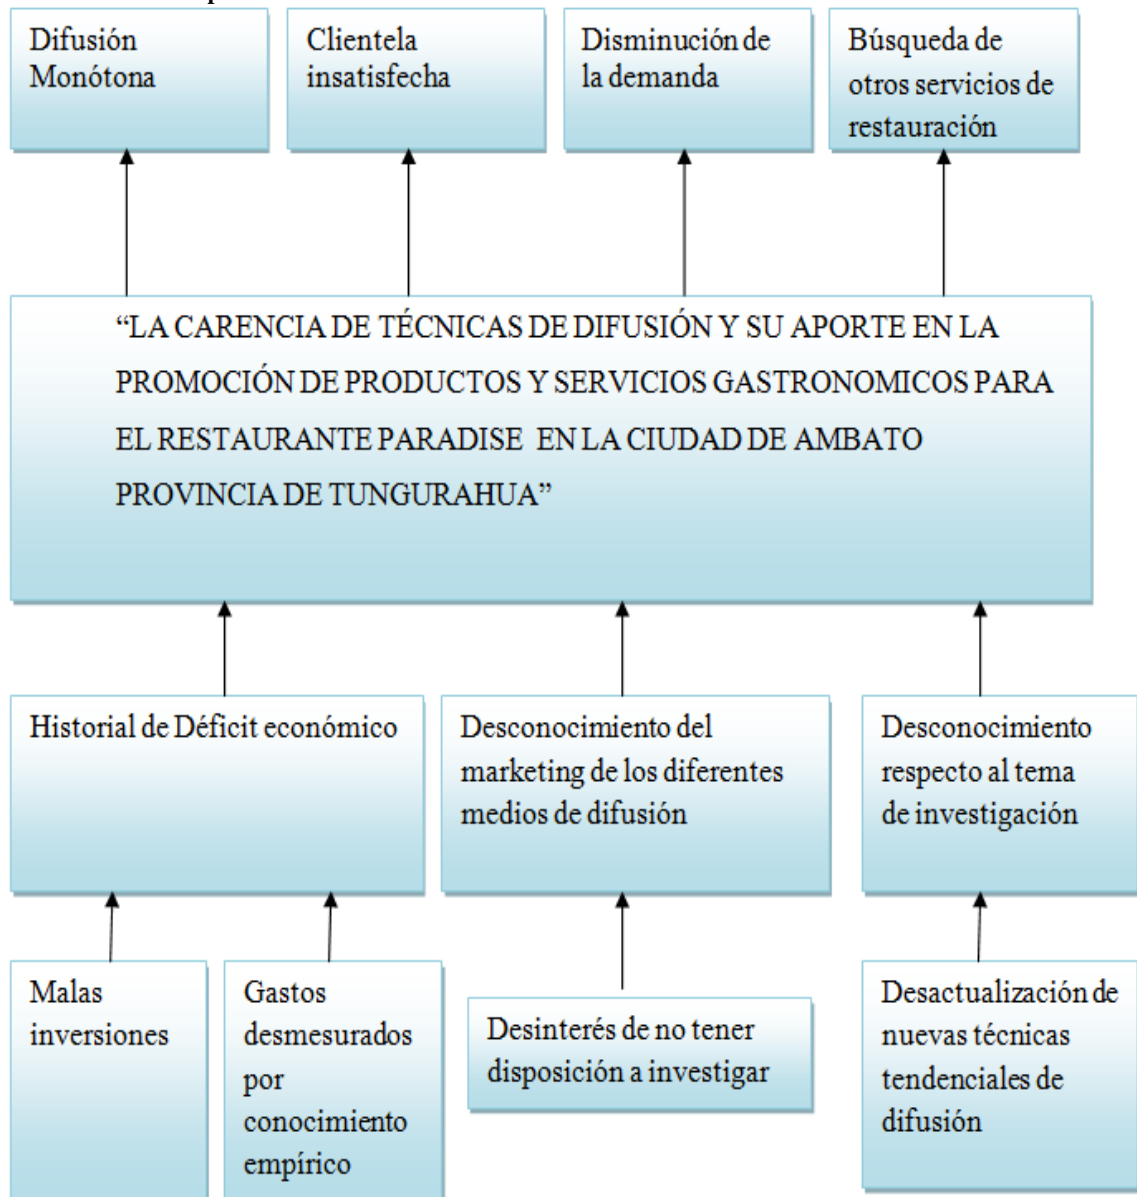 Difusión
Monótona
Clientela
insatisfecha
Disminución de
la demanda
Búsqueda de
otros servicios de
restauración
“LA CARENCIA DE TÉCNICAS DE DIFUSIÓN Y SU APORTE EN LA
PROMOCIÓN DE PRODUCTOS Y SERVICIOS GASTRONOMICOS PARA
EL RESTAURANTE PARADISE EN LA CIUDAD DE AMBATO
PROVINCIA DE TUNGURAHUA”
Historial de Déficit económico
Desconocimiento del
marketing de los diferentes
medios de difusión
Desconocimiento
respecto al tema
de investigación
Malas
inversiones
Gastos
desmesurados
por
conocimiento
empírico
Desinterés de no tener
disposición a investigar
Desactualización de
nuevas técnicas
tendenciales de
difusión